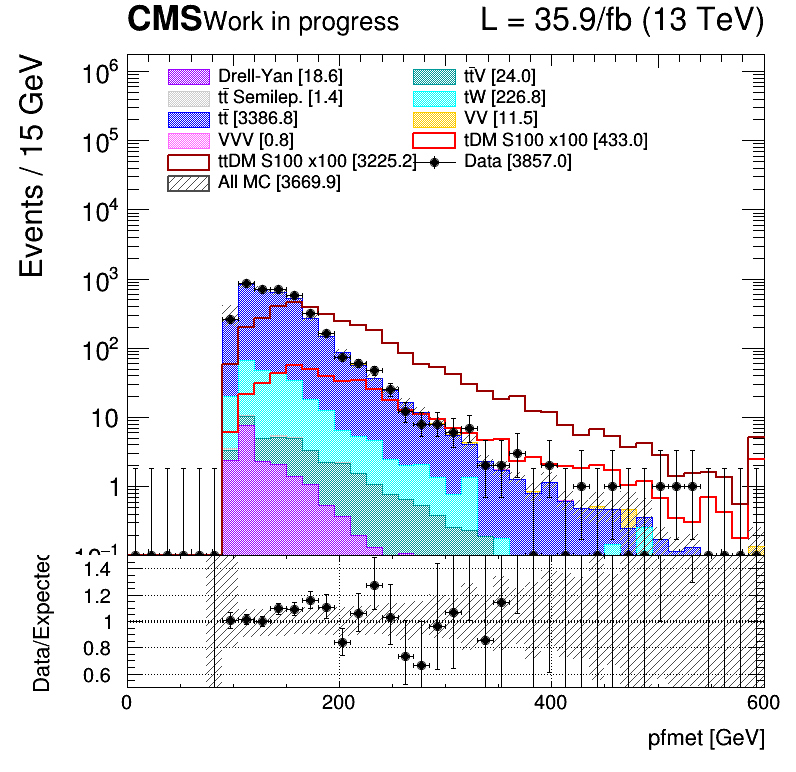 CMS Work in progress L = 35.9/fb (13 TeV)
Events / 15 GeV
10⁶
10⁵
10⁴
10³
10²
10
1
10⁻¹
Drell-Yan [18.6] tt̄V [24.0]
tt̄ Semilep. [1.4] tW [226.8]
tt̄ [3386.8] VV [11.5]
VVV [0.8] tDM S100 x100 [433.0]
ttDM S100 x100 [3225.2] Data [3857.0]
All MC [3669.9]
Data/Expected
1.4
1.2
1
0.8
0.6
0 200 400 600
pfmet [GeV]